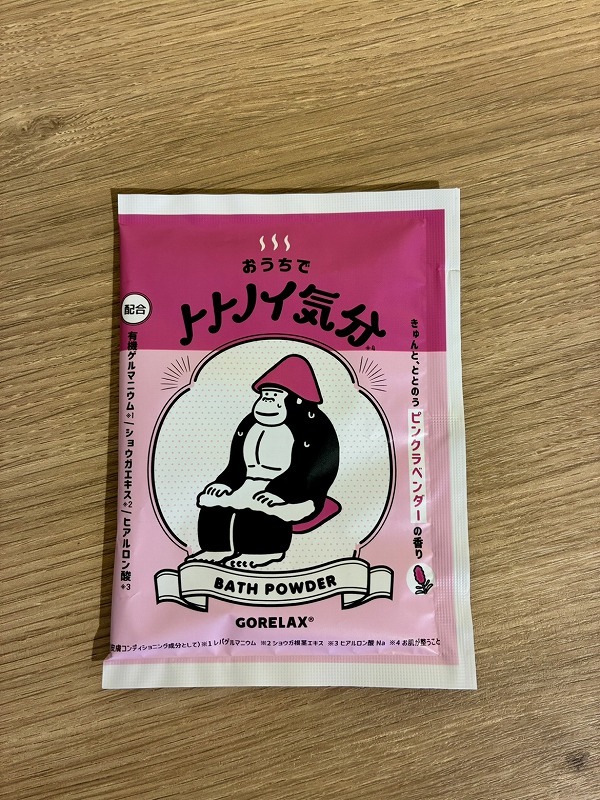 おうちで
トトノイ気分
※4
配合
有機ゲルマニウム※1/ショウガエキス※2/ヒアルロン酸※3
きゅんと、ととのうピンクラベンダーの香り
BATH POWDER
GORELAX®
皮膚コンディショニング成分として)※1 レパゲルマニウム ※2 ショウガ根茎エキス ※3 ヒアルロン酸Na ※4 お肌が整うこと